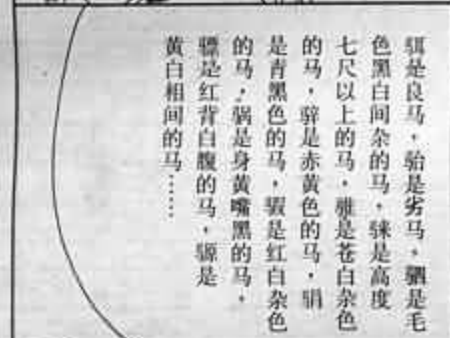 是良马，骀是劣马，是毛
色黑白间杂的马，是高度
七尺以上的马，骓是苍白杂色
的马，骍是赤黄色的马，𫘝
是青黑色的马，是红白杂色
的马，䯄是身黄嘴黑的马，
骠是红背白腹的马，𫘪是
黄白相间的马……